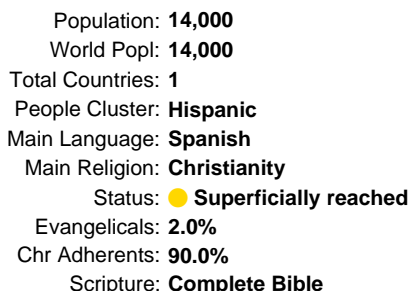 Population: 14,000
World Popl: 14,000
Total Countries: 1
People Cluster: Hispanic
Main Language: Spanish
Main Religion: Christianity
Status: Superficially reached
Evangelicals: 2.0%
Chr Adherents: 90.0%
Scripture: Complete Bible